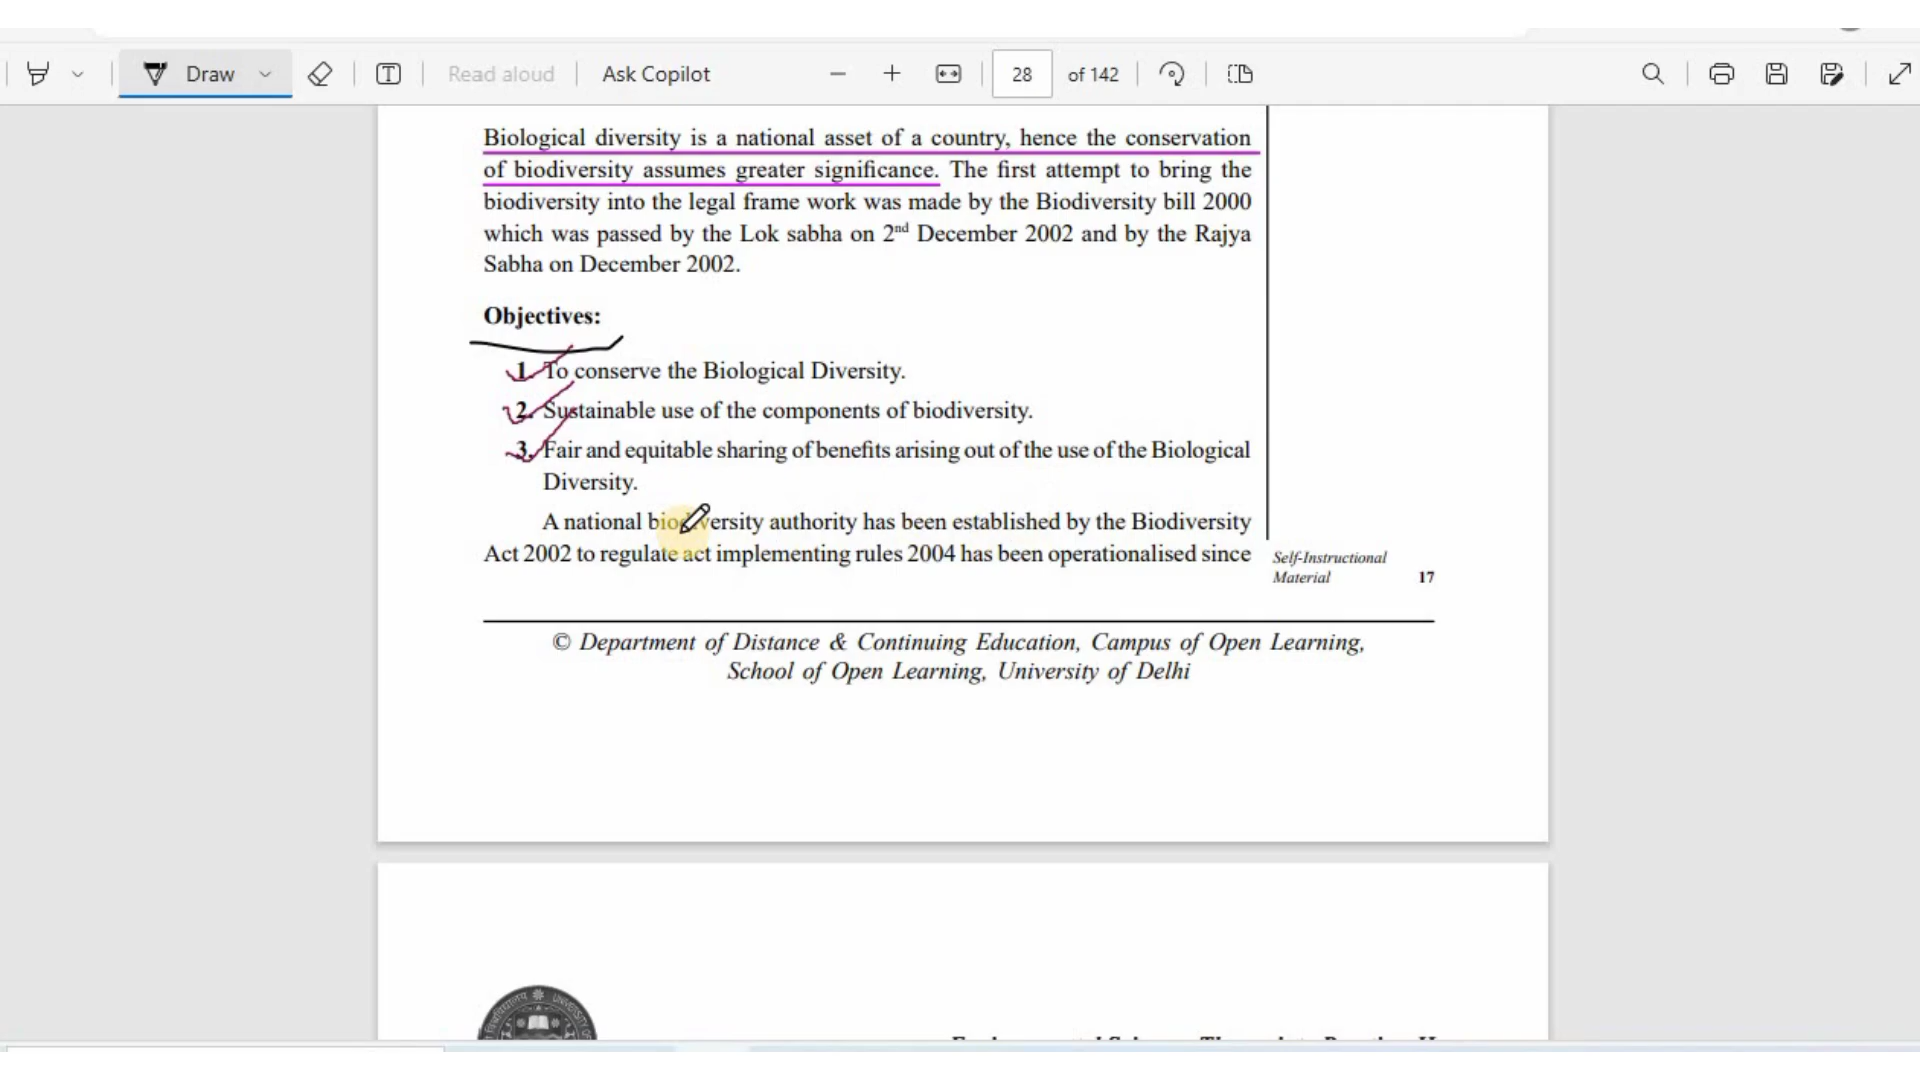 Draw
Read aloud
Ask Copilot
28
of 142
Biological diversity is a national asset of a country, hence the conservation
of biodiversity assumes greater significance. The first attempt to bring the
biodiversity into the legal frame work was made by the Biodiversity bill 2000
which was passed by the Lok sabha on 2nd December 2002 and by the Rajya
Sabha on December 2002.
Objectives:
1. To conserve the Biological Diversity.
2. Sustainable use of the components of biodiversity.
3. Fair and equitable sharing of benefits arising out of the use of the Biological
Diversity.
A national biodiversity authority has been established by the Biodiversity
Act 2002 to regulate act implementing rules 2004 has been operationalised since
Self-Instructional
Material 17
© Department of Distance & Continuing Education, Campus of Open Learning,
School of Open Learning, University of Delhi